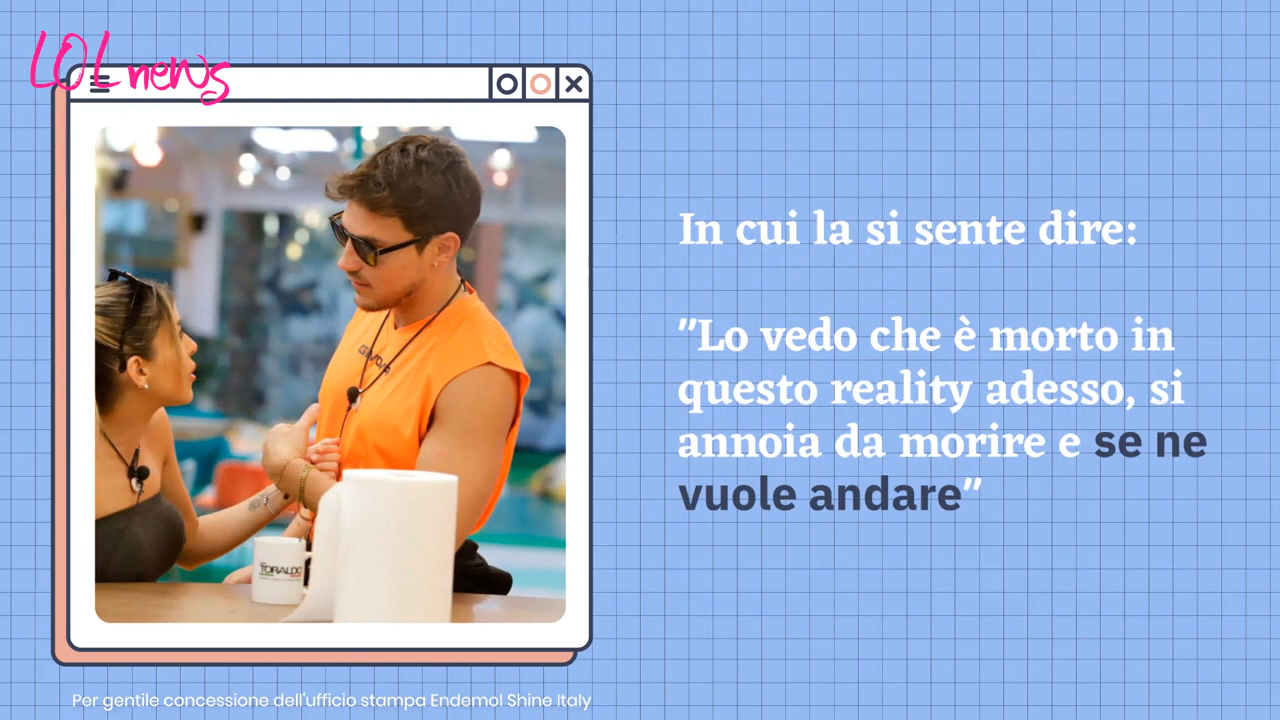 LOL news
In cui la si sente dire:
"Lo vedo che è morto in
questo reality adesso, si
annoia da morire e se ne
vuole andare"
TORALDO
Per gentile concessione dell'ufficio stampa Endemol Shine Italy